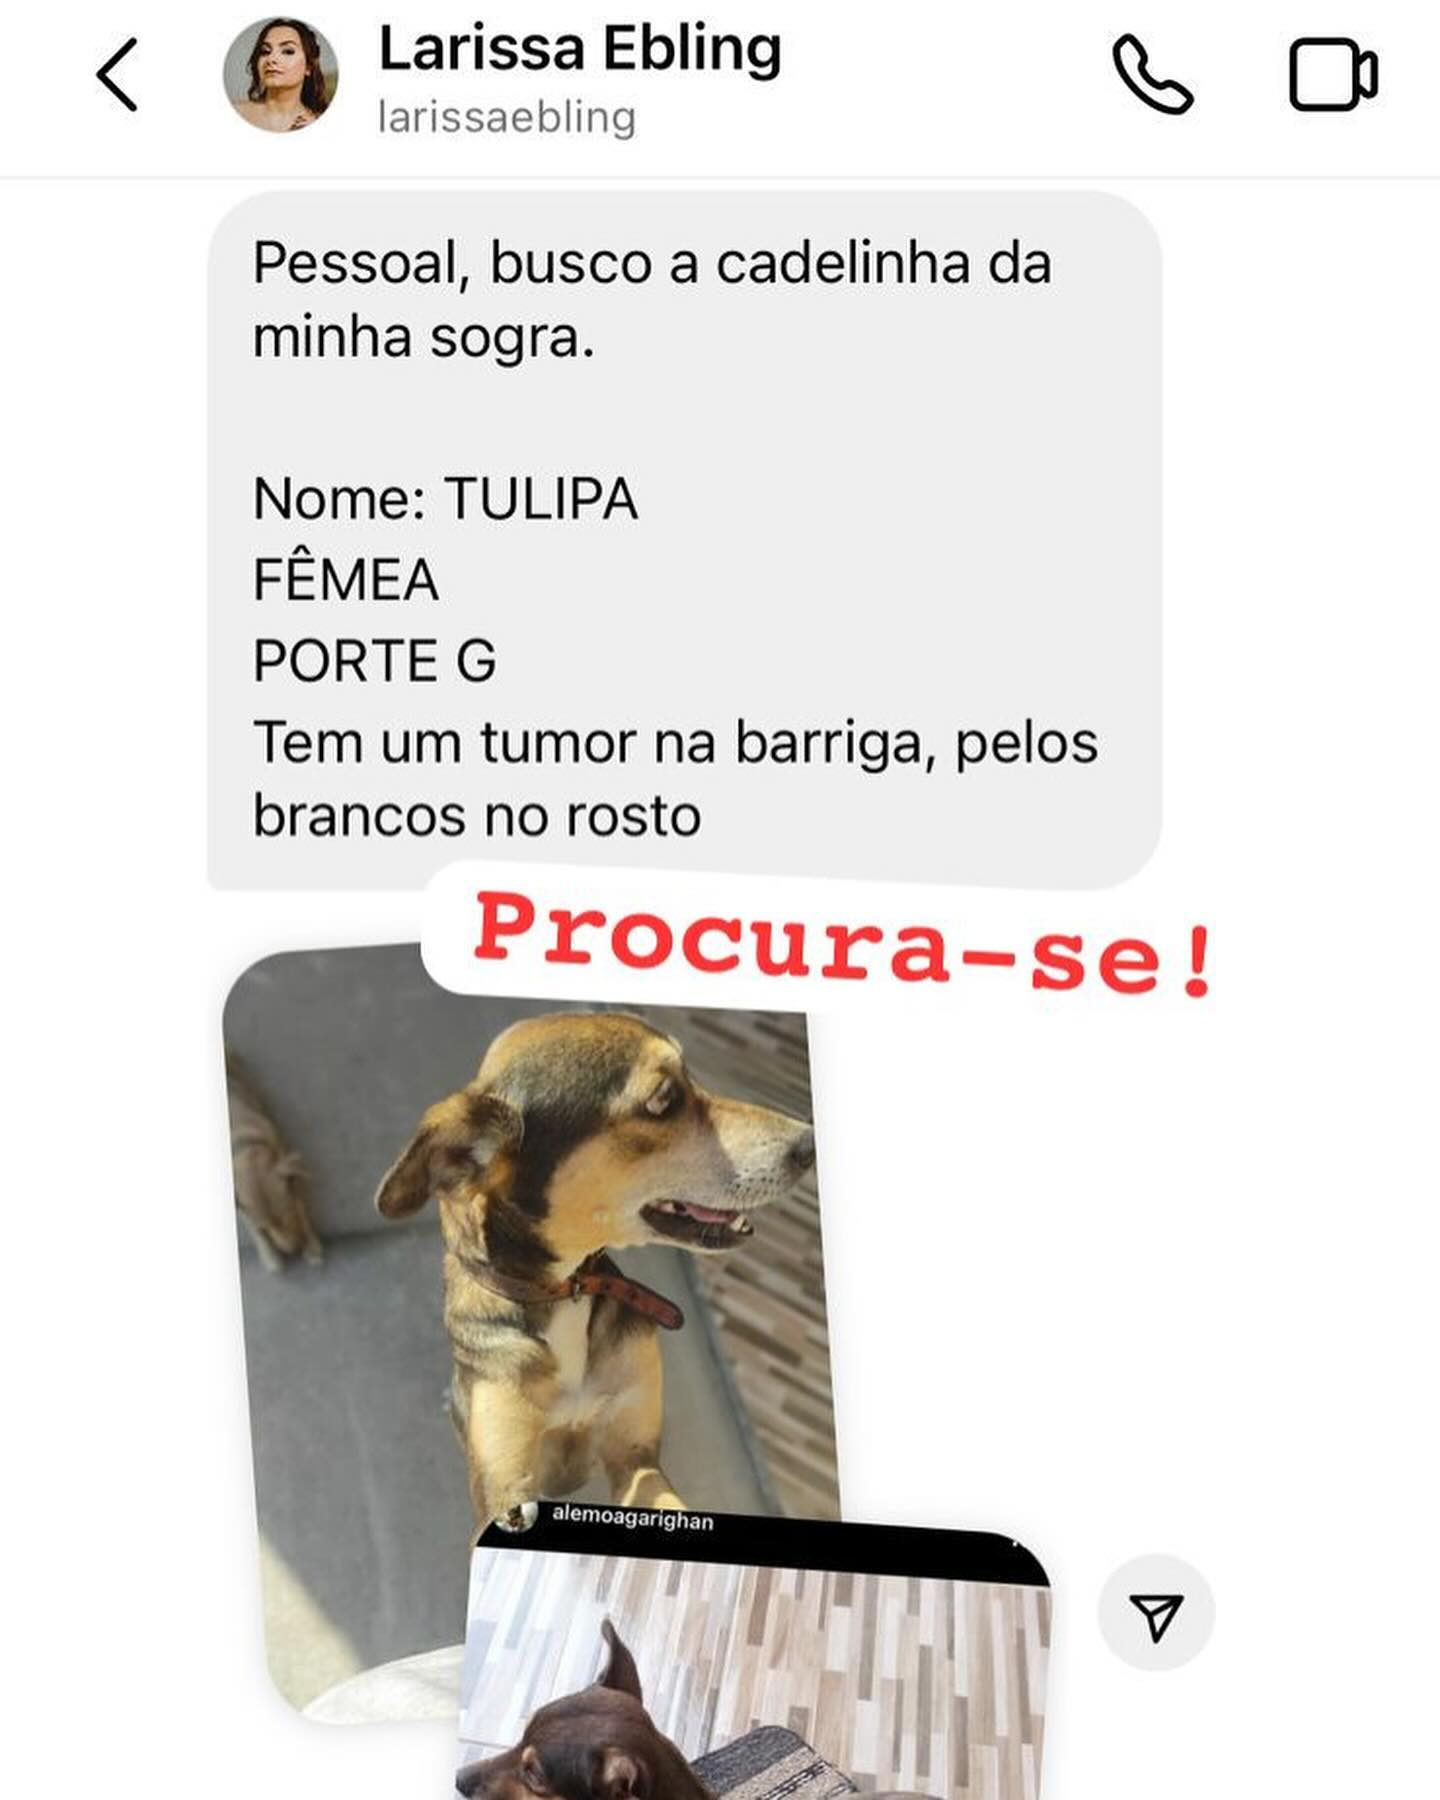 Larissa Ebling
larissaebling
Pessoal, busco a cadelinha da
minha sogra.
Nome: TULIPA
FÊMEA
PORTE G
Tem um tumor na barriga, pelos
brancos no rosto
Procura-se!
alemoagarighan